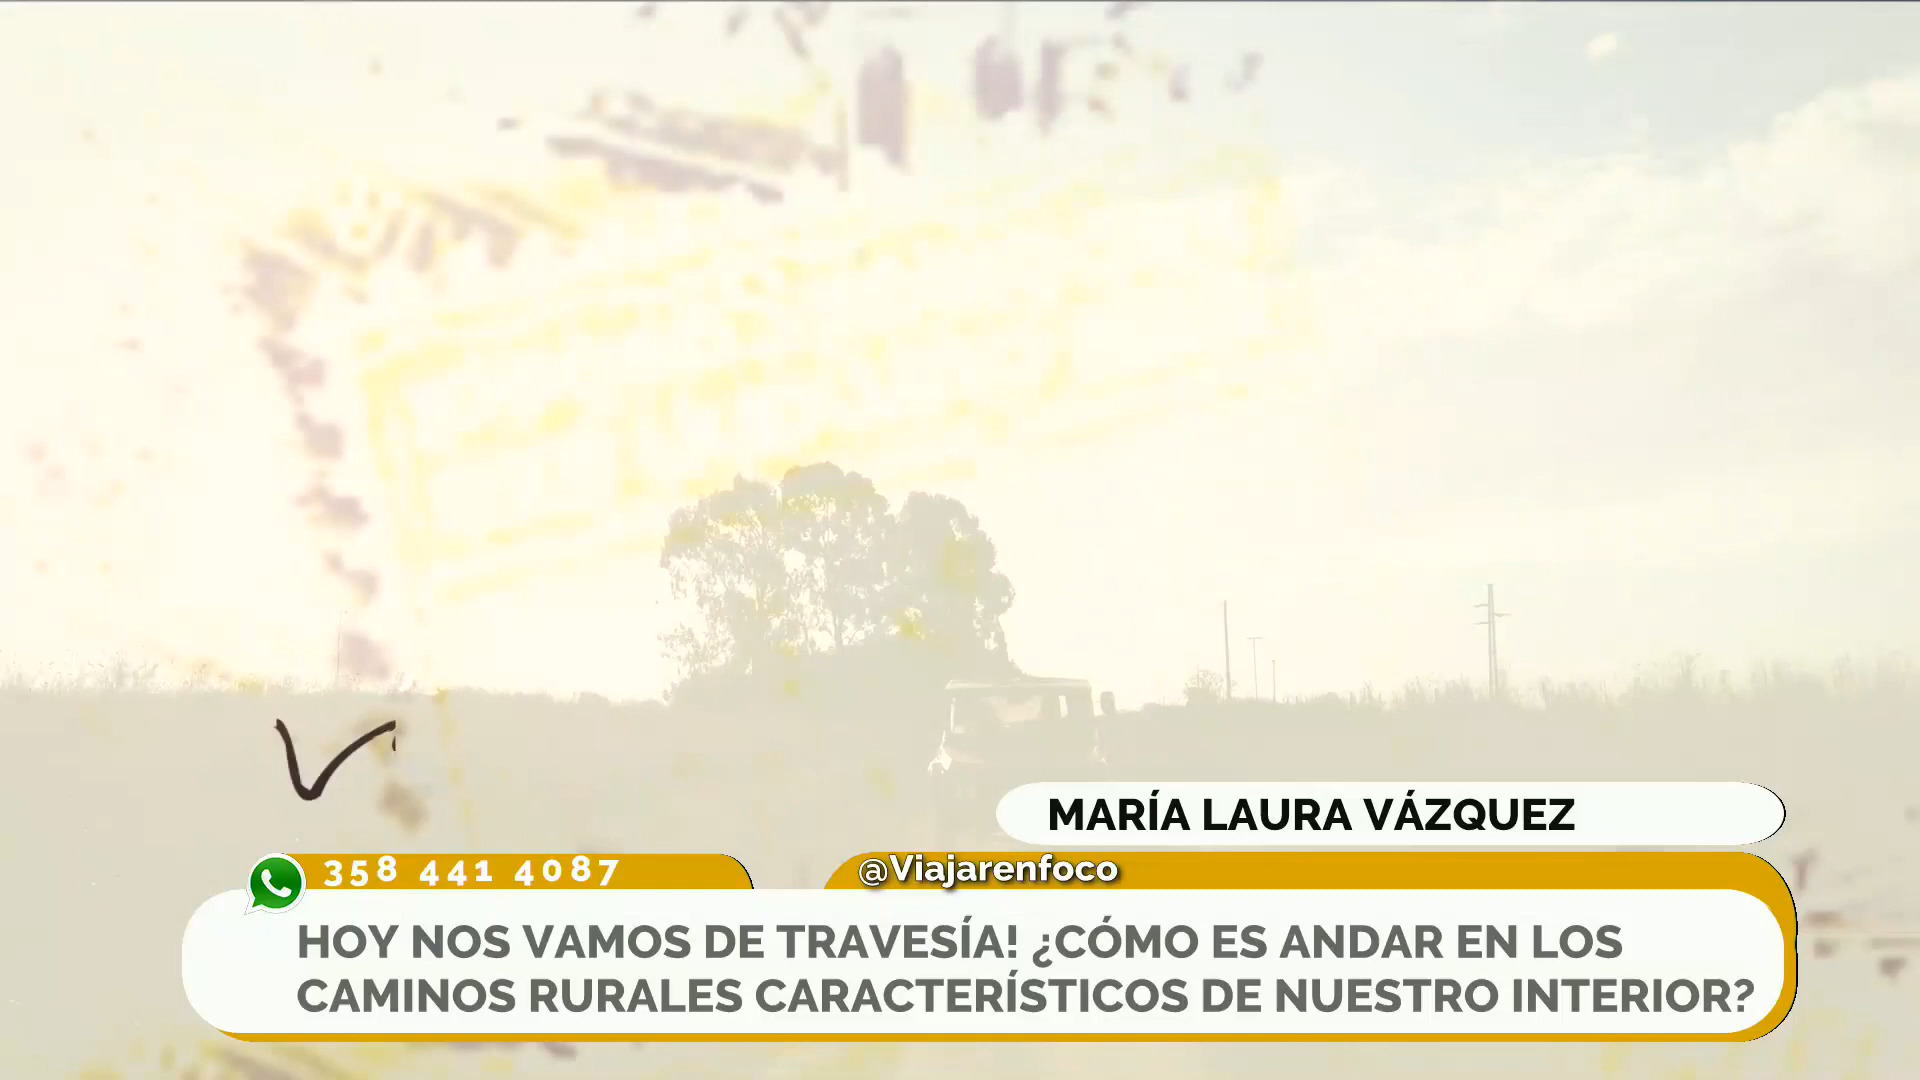 MARÍA LAURA VÁZQUEZ
358 441 4087
@Viajarenfoco
HOY NOS VAMOS DE TRAVESÍA! ¿CÓMO ES ANDAR EN LOS
CAMINOS RURALES CARACTERÍSTICOS DE NUESTRO INTERIOR?